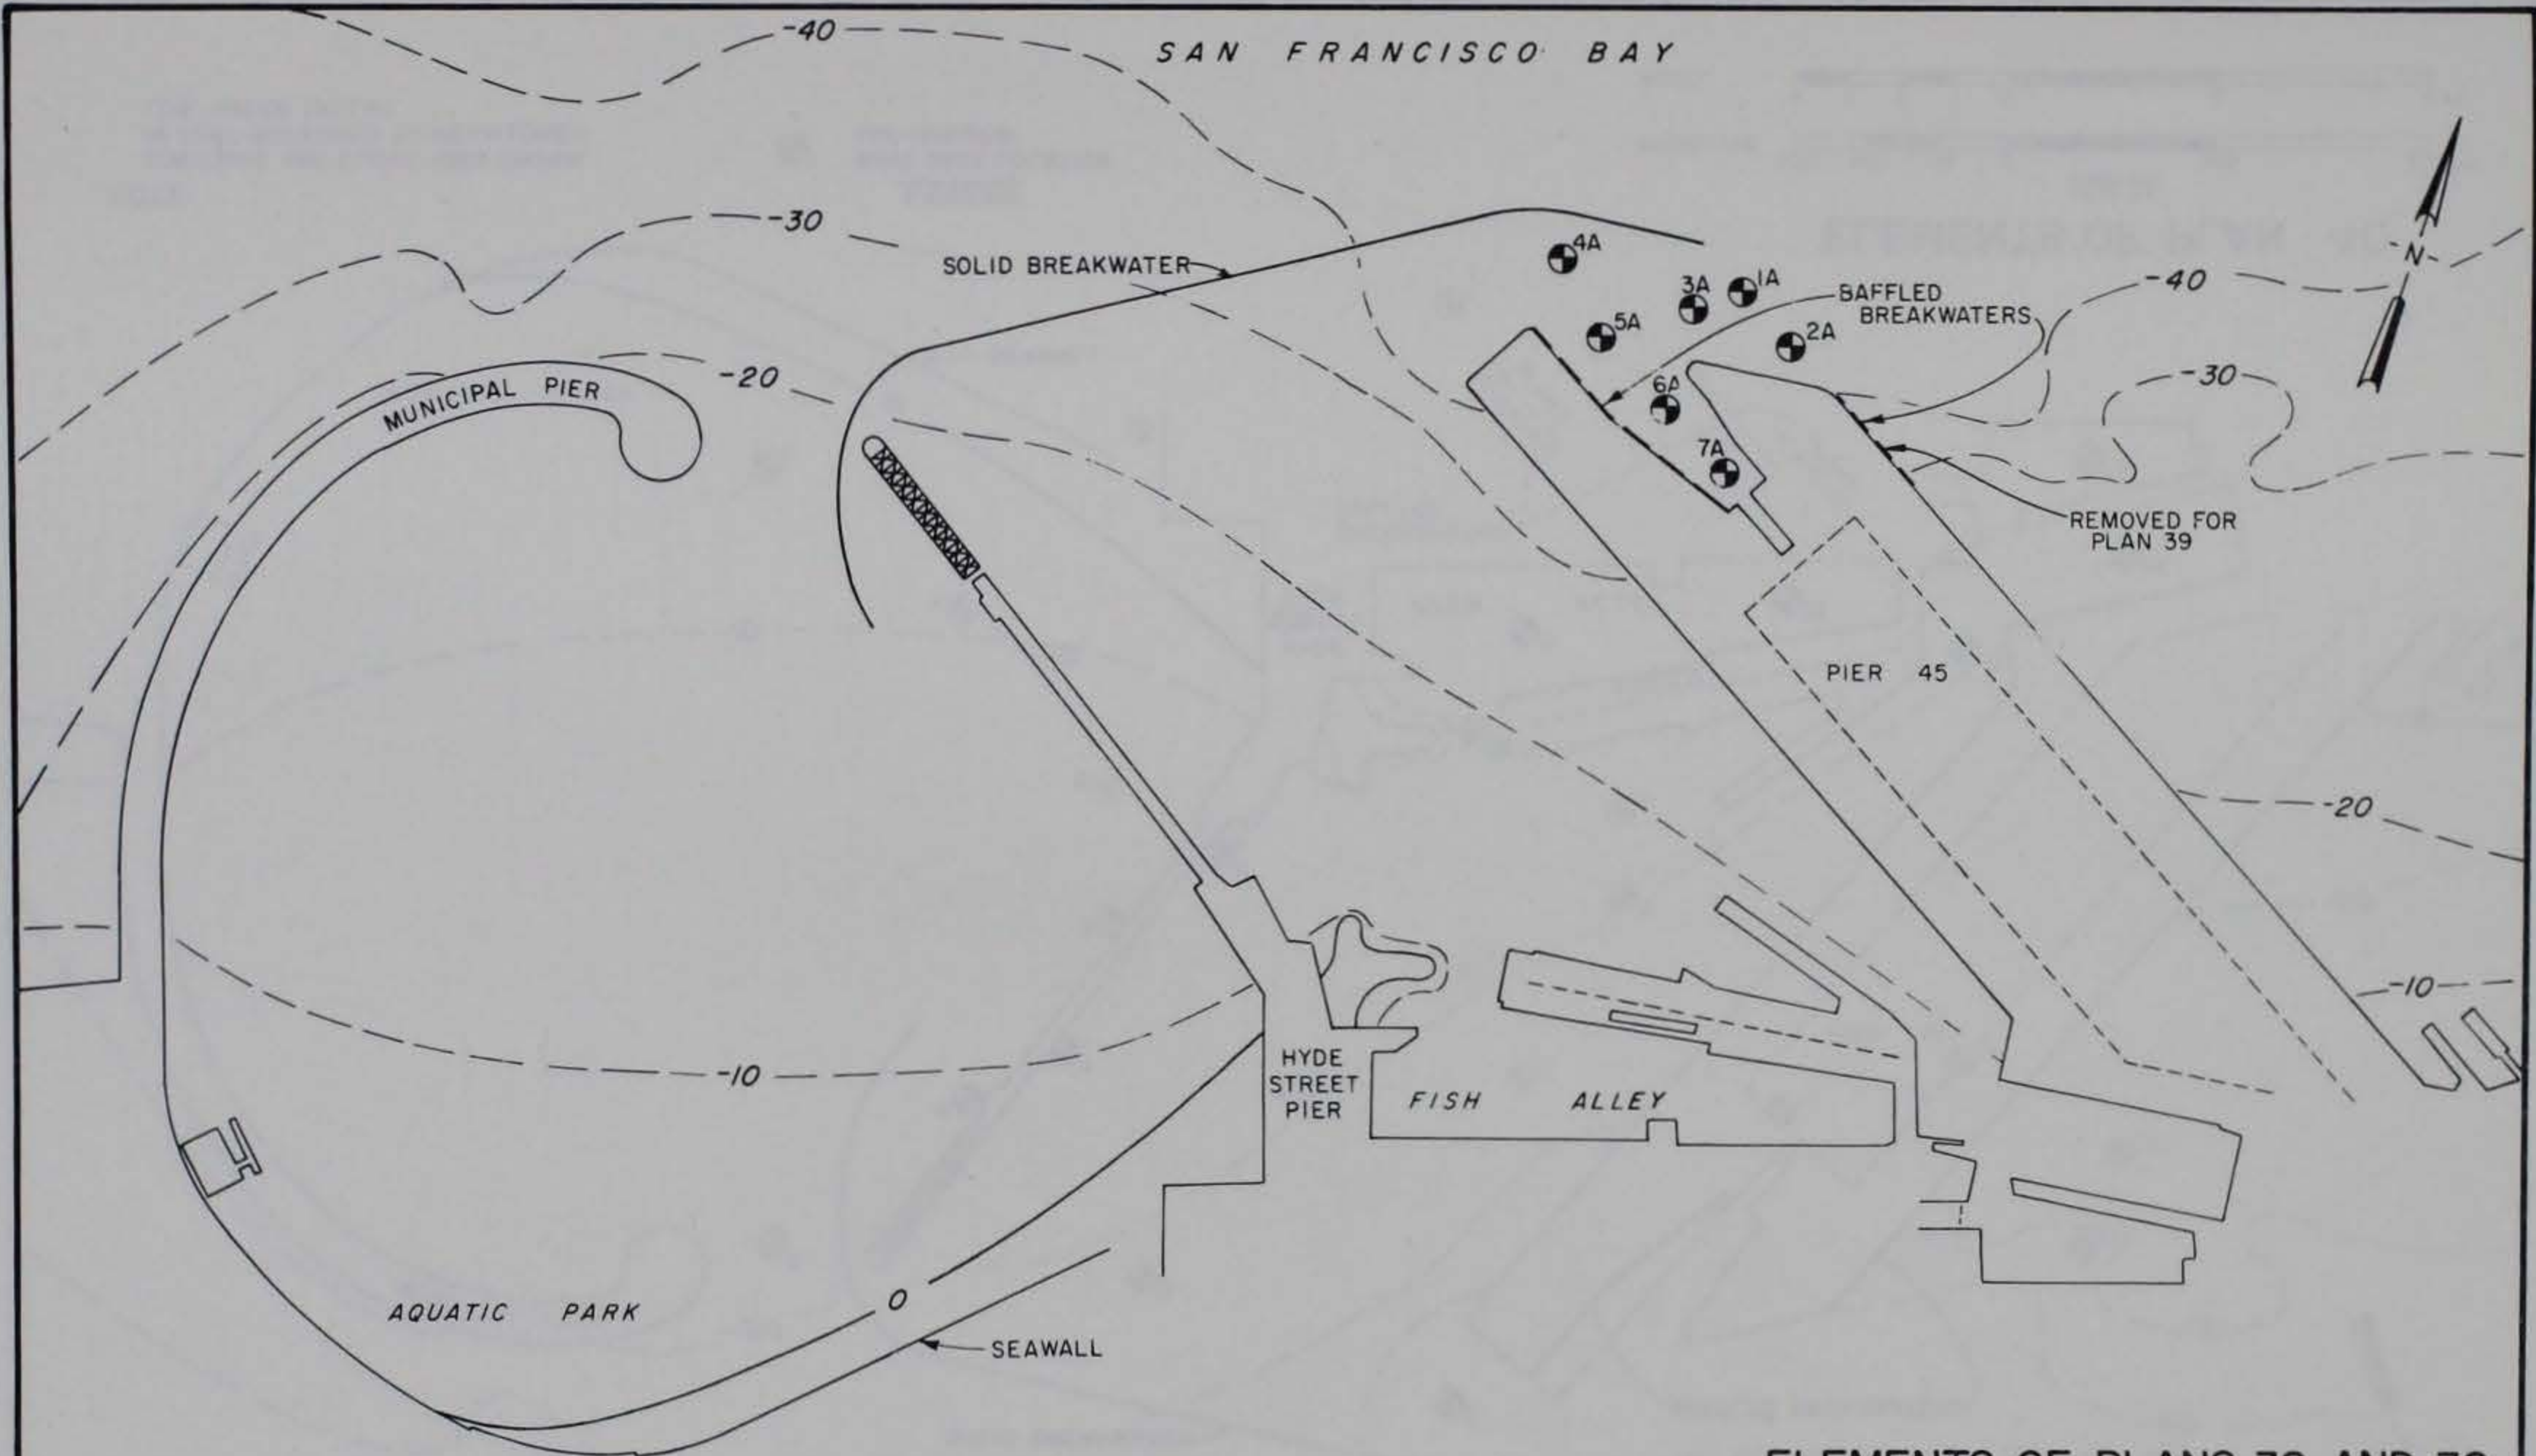 -40
SAN FRANCISCO BAY
-30
SOLID BREAKWATER
4A
3A
1A
BAFFLED
BREAKWATERS
-40
N
5A
2A
-20
MUNICIPAL PIER
6A
-30
7A
REMOVED FOR
PLAN 39
PIER 45
-20
-10
-10
HYDE
STREET
PIER
FISH ALLEY
AQUATIC PARK
0
SEAWALL